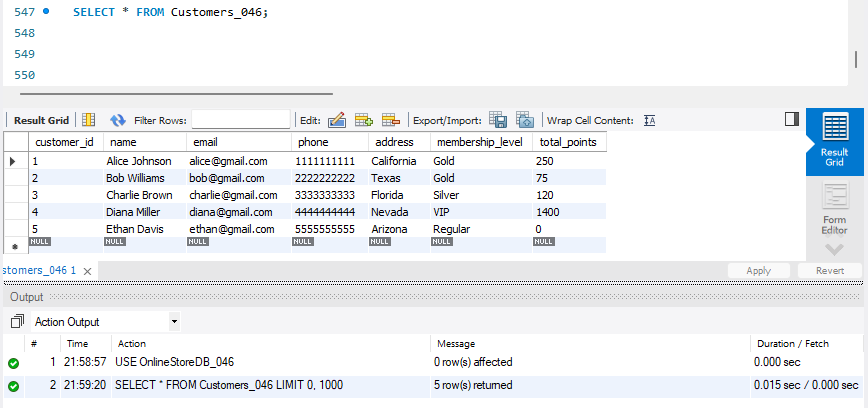 547 SELECT * FROM Customers_046;
548
549
550
Result Grid Filter Rows: Edit: Export/Import: Wrap Cell Content:
customer_id name email phone address membership_level total_points
1 Alice Johnson alice@gmail.com 1111111111 California Gold 250
2 Bob Williams bob@gmail.com 2222222222 Texas Gold 75
3 Charlie Brown charlie@gmail.com 3333333333 Florida Silver 120
4 Diana Miller diana@gmail.com 4444444444 Nevada VIP 1400
5 Ethan Davis ethan@gmail.com 5555555555 Arizona Regular 0
NULL NULL NULL NULL NULL NULL NULL
Result
Grid
Form
Editor
stomers_046 1 Apply Revert
Output
Action Output
# Time Action Message Duration / Fetch
1 21:58:57 USE OnlineStoreDB_046 0 row(s) affected 0.000 sec
2 21:59:20 SELECT * FROM Customers_046 LIMIT 0, 1000 5 row(s) returned 0.015 sec / 0.000 sec